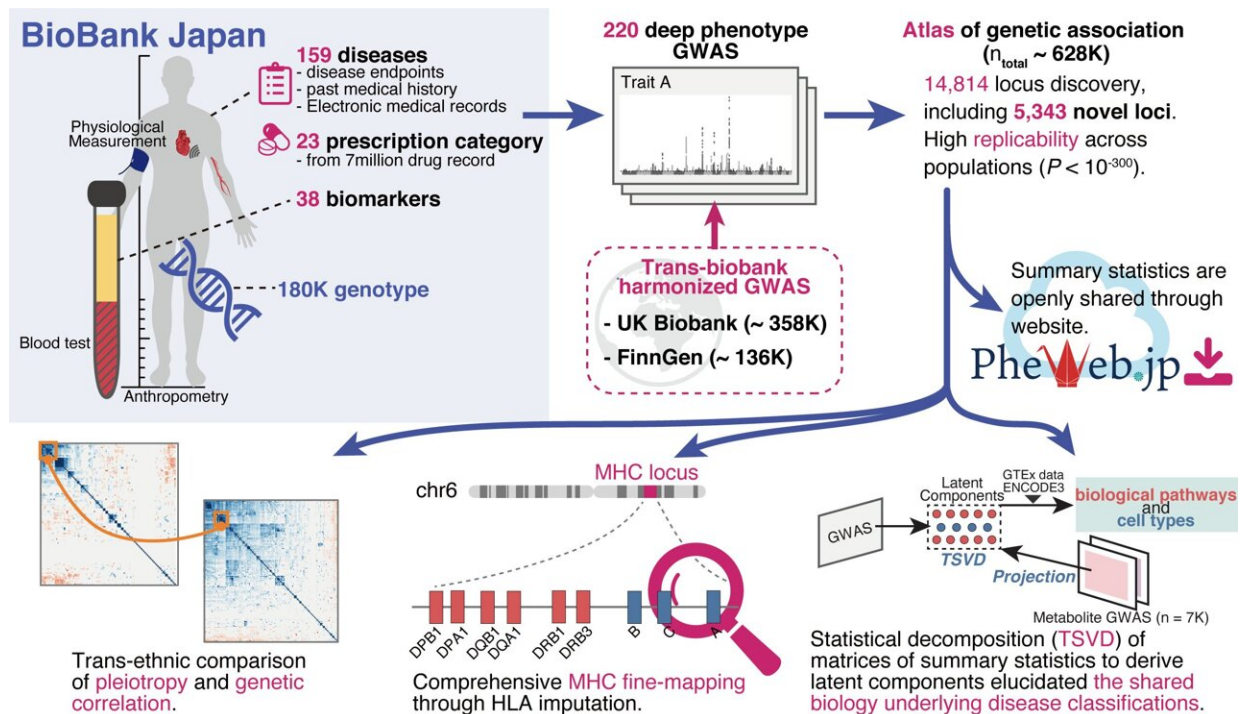 BioBank Japan
159 diseases
- disease endpoints
- past medical history
- Electronic medical records
Physiological
Measurement
23 prescription category
- from 7million drug record
38 biomarkers
180K genotype
Blood test
Anthropometry
220 deep phenotype
GWAS
Trait A
Trans-biobank
harmonized GWAS
- UK Biobank (~ 358K)
- FinnGen (~ 136K)
Atlas of genetic association
(n_total ~ 628K)
14,814 locus discovery,
including 5,343 novel loci.
High replicability across
populations (P < 10^-300).
Summary statistics are
openly shared through
website.
PheWeb.jp
Trans-ethnic comparison
of pleiotropy and genetic
correlation.
MHC locus
chr6
DPB1
DPA1
DQB1
DQA1
DRB1
DRB3
B
C
A
Comprehensive MHC fine-mapping
through HLA imputation.
GWAS
Latent
Components
TSVD
GTEx data
ENCODE3
biological pathways
and
cell types
Projection
Metabolite GWAS (n = 7K)
Statistical decomposition (TSVD) of
matrices of summary statistics to derive
latent components elucidated the shared
biology underlying disease classifications.